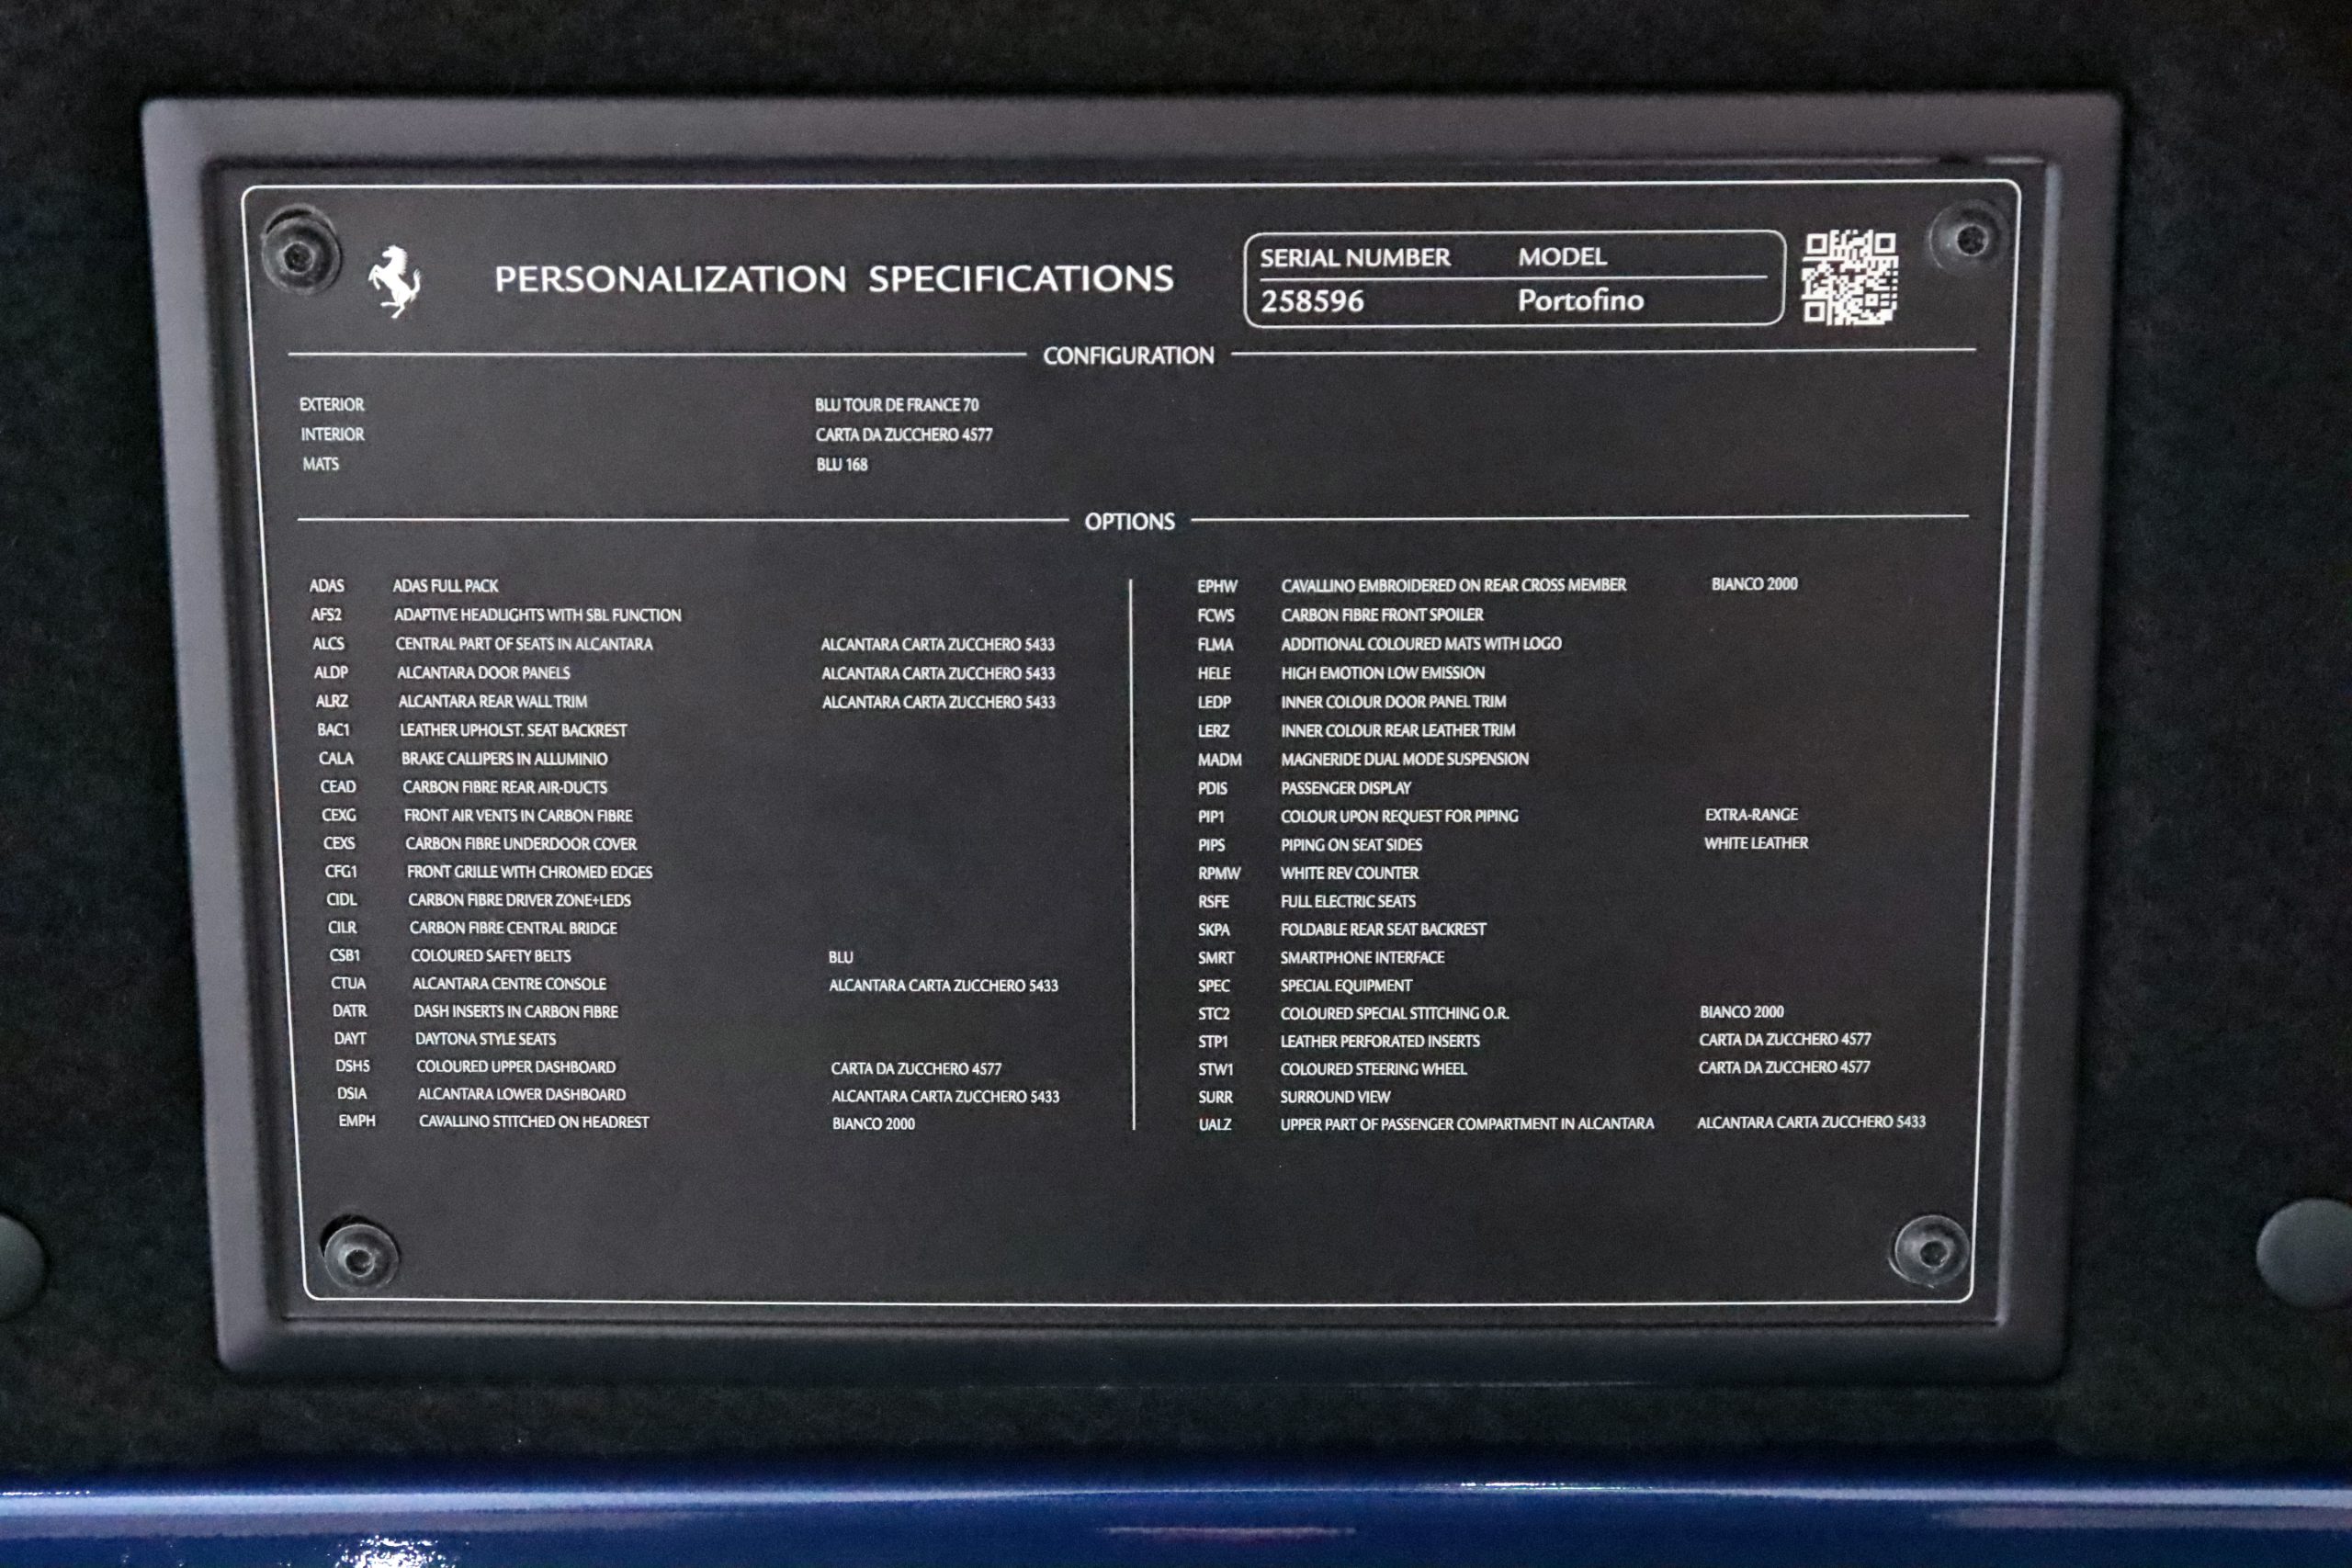 PERSONALIZATION SPECIFICATIONS
SERIAL NUMBER MODEL
258596 Portofino
CONFIGURATION
EXTERIOR BLU TOUR DE FRANCE 70
INTERIOR CARTA DA ZUCCHERO 4577
MATS BLU 168
OPTIONS
ADAS ADAS FULL PACK
AFS2 ADAPTIVE HEADLIGHTS WITH SBL FUNCTION
ALCS CENTRAL PART OF SEATS IN ALCANTARA ALCANTARA CARTA ZUCCHERO 5433
ALDP ALCANTARA DOOR PANELS ALCANTARA CARTA ZUCCHERO 5433
ALRZ ALCANTARA REAR WALL TRIM ALCANTARA CARTA ZUCCHERO 5433
BAC1 LEATHER UPHOLST. SEAT BACKREST
CALA BRAKE CALLIPERS IN ALLUMINIO
CEAD CARBON FIBRE REAR AIR-DUCTS
CEXG FRONT AIR VENTS IN CARBON FIBRE
CEXS CARBON FIBRE UNDERDOOR COVER
CFG1 FRONT GRILLE WITH CHROMED EDGES
CIDL CARBON FIBRE DRIVER ZONE+LEDS
CILR CARBON FIBRE CENTRAL BRIDGE
CSB1 COLOURED SAFETY BELTS BLU
CTUA ALCANTARA CENTRE CONSOLE ALCANTARA CARTA ZUCCHERO 5433
DATR DASH INSERTS IN CARBON FIBRE
DAYT DAYTONA STYLE SEATS
DSH5 COLOURED UPPER DASHBOARD CARTA DA ZUCCHERO 4577
DSIA ALCANTARA LOWER DASHBOARD ALCANTARA CARTA ZUCCHERO 5433
EMPH CAVALLINO STITCHED ON HEADREST BIANCO 2000
EPHW CAVALLINO EMBROIDERED ON REAR CROSS MEMBER BIANCO 2000
FCWS CARBON FIBRE FRONT SPOILER
FLMA ADDITIONAL COLOURED MATS WITH LOGO
HELE HIGH EMOTION LOW EMISSION
LEDP INNER COLOUR DOOR PANEL TRIM
LERZ INNER COLOUR REAR LEATHER TRIM
MADM MAGNERIDE DUAL MODE SUSPENSION
PDIS PASSENGER DISPLAY
PIP1 COLOUR UPON REQUEST FOR PIPING EXTRA-RANGE
PIPS PIPING ON SEAT SIDES WHITE LEATHER
RPMW WHITE REV COUNTER
RSFE FULL ELECTRIC SEATS
SKPA FOLDABLE REAR SEAT BACKREST
SMRT SMARTPHONE INTERFACE
SPEC SPECIAL EQUIPMENT
STC2 COLOURED SPECIAL STITCHING O.R. BIANCO 2000
STP1 LEATHER PERFORATED INSERTS CARTA DA ZUCCHERO 4577
STW1 COLOURED STEERING WHEEL CARTA DA ZUCCHERO 4577
SURR SURROUND VIEW
UALZ UPPER PART OF PASSENGER COMPARTMENT IN ALCANTARA ALCANTARA CARTA ZUCCHERO 5433